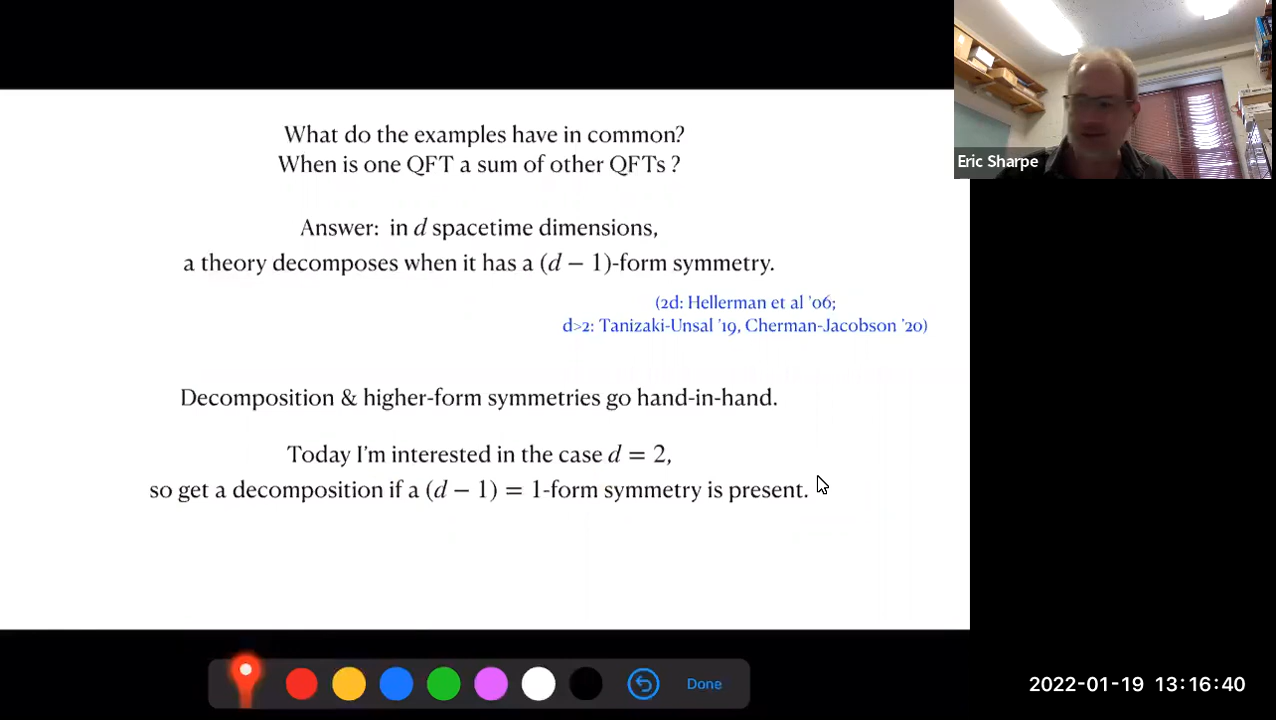 What do the examples have in common?
When is one QFT a sum of other QFTs ?
Answer: in d spacetime dimensions,
a theory decomposes when it has a (d − 1)-form symmetry.
(2d: Hellerman et al '06;
d>2: Tanizaki-Unsal '19, Cherman-Jacobson '20)
Decomposition & higher-form symmetries go hand-in-hand.
Today I'm interested in the case d = 2,
so get a decomposition if a (d − 1) = 1-form symmetry is present.
Eric Sharpe
Done
2022-01-19 13:16:40